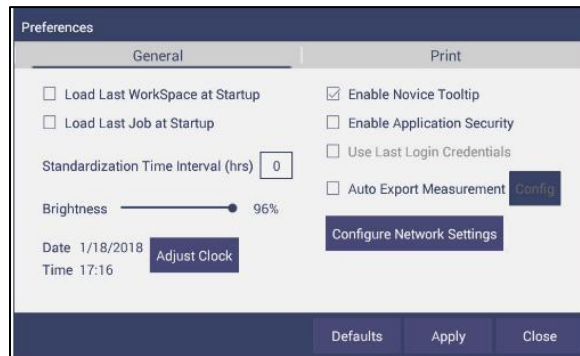 Preferences
General
Print
Load Last WorkSpace at Startup
Load Last Job at Startup
Standardization Time Interval (hrs) 0
Brightness 96%
Date 1/18/2018
Time 17:16
Adjust Clock
Enable Novice Tooltip
Enable Application Security
Use Last Login Credentials
Auto Export Measurement Config
Configure Network Settings
Defaults Apply Close